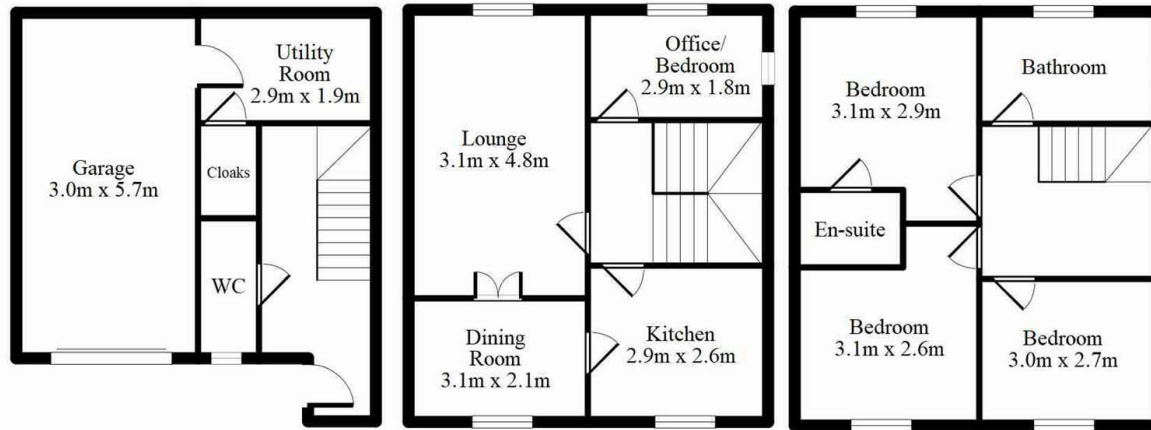 Utility
Room
2.9m x 1.9m
Garage
3.0m x 5.7m
Cloaks
WC
Office/
Bedroom
2.9m x 1.8m
Lounge
3.1m x 4.8m
Dining
Room
3.1m x 2.1m
Kitchen
2.9m x 2.6m
Bedroom
3.1m x 2.9m
Bathroom
En-suite
Bedroom
3.1m x 2.6m
Bedroom
3.0m x 2.7m